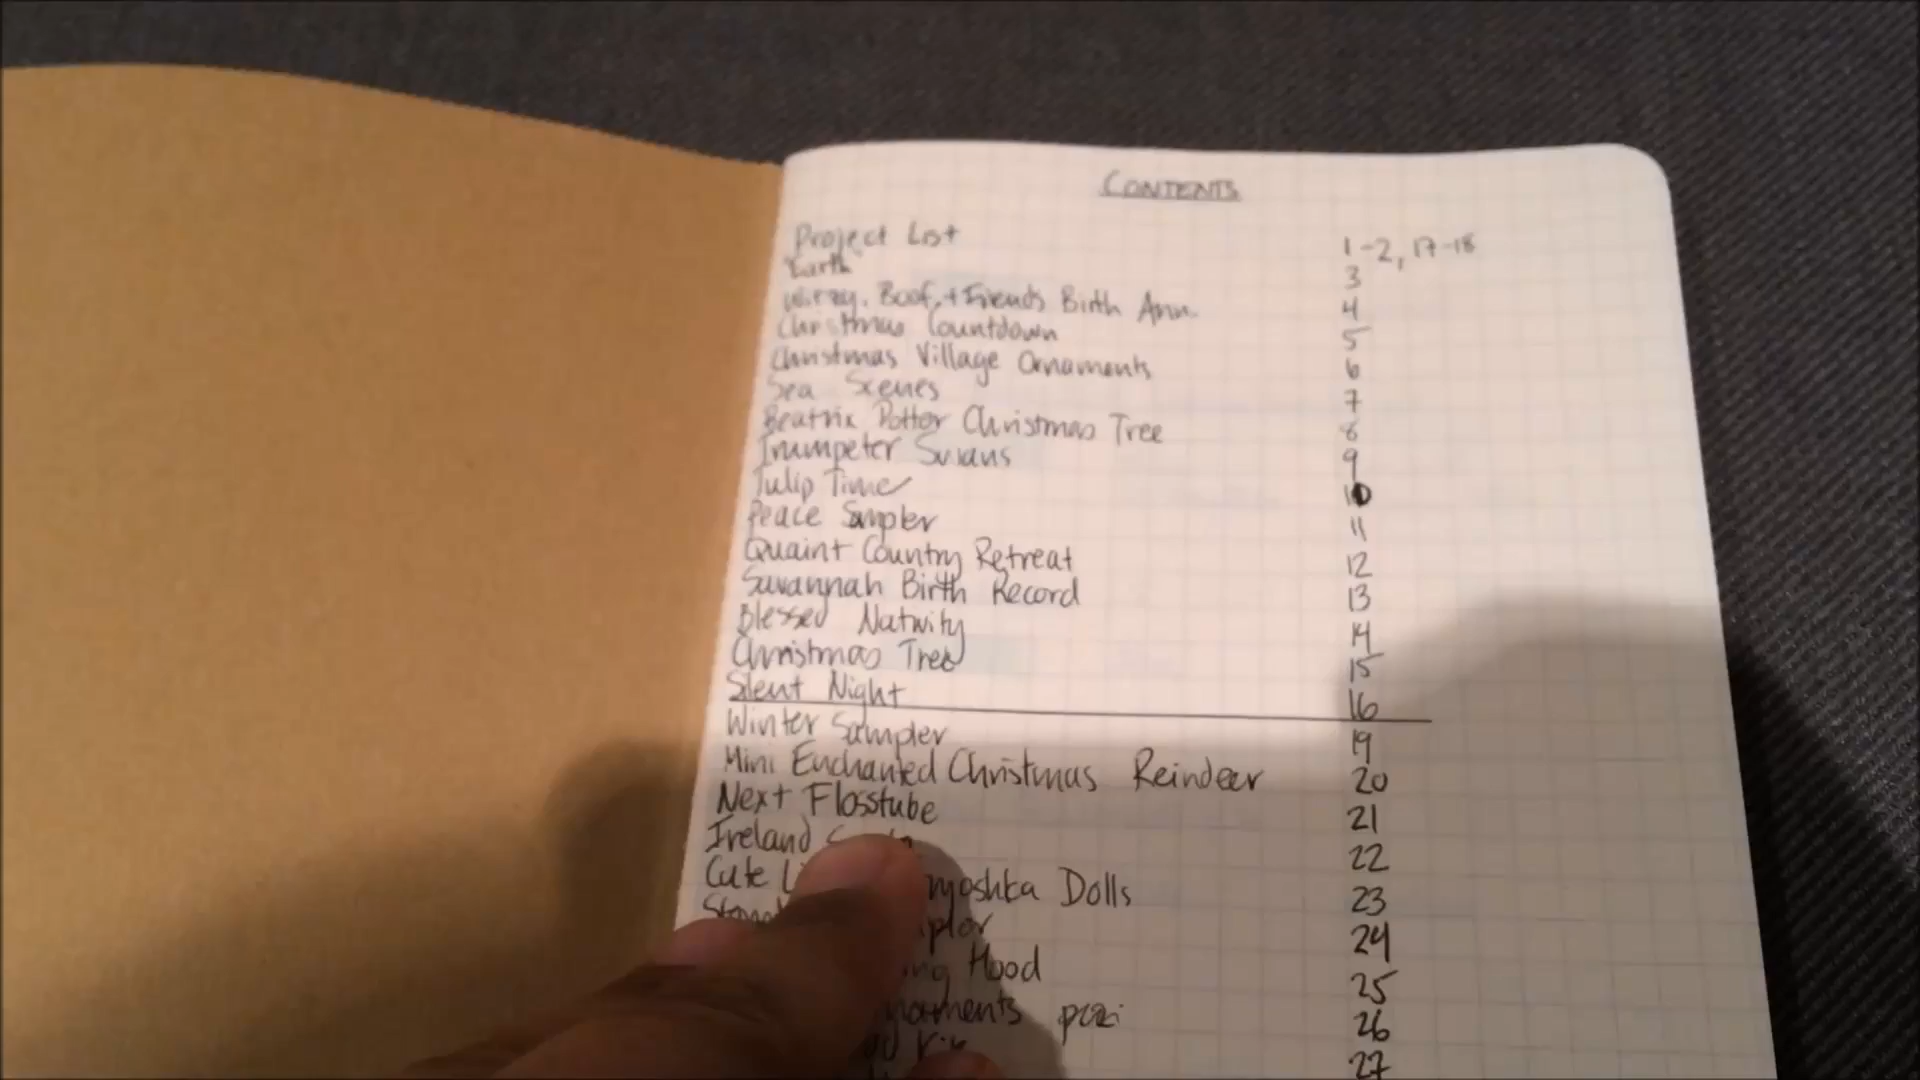 CONTENTS
Project List 1-2, 17-18
"Earth" 3
Boof, + Friends Birth Ann. 4
Christmas Countdown 5
Christmas Village Ornaments 6
Sea Scenes 7
Beatrix Potter Christmas Tree 8
Trumpeter Swans 9
Tulip Time 10
Peace Sampler 11
Quaint Country Retreat 12
Savannah Birth Record 13
Blessed Nativity 14
Christmas Tree 15
Silent Night 16
Winter Sampler 19
Mini Enchanted Christmas Reindeer 20
Next Flosstube 21
Ireland 22
Cute Dolls 23
24
Hood 25
26
27